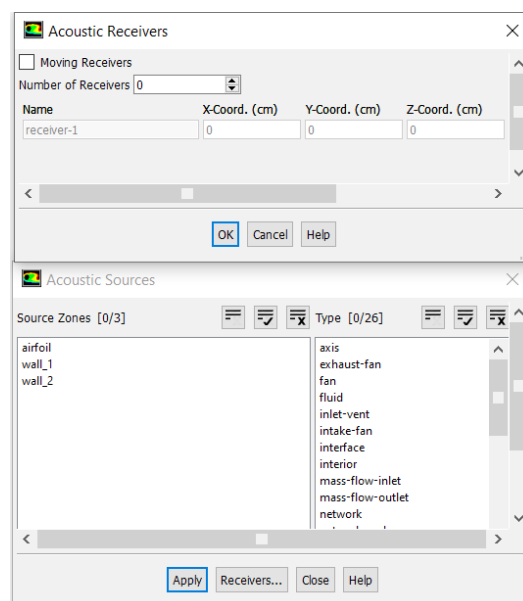 Acoustic Receivers
Moving Receivers
Number of Receivers 0
Name X-Coord. (cm) Y-Coord. (cm) Z-Coord. (cm)
receiver-1 0 0 0
OK Cancel Help
Acoustic Sources
Source Zones [0/3] Type [0/26]
airfoil axis
wall_1 exhaust-fan
wall_2 fan
fluid
inlet-vent
intake-fan
interface
interior
mass-flow-inlet
mass-flow-outlet
network
Apply Receivers... Close Help